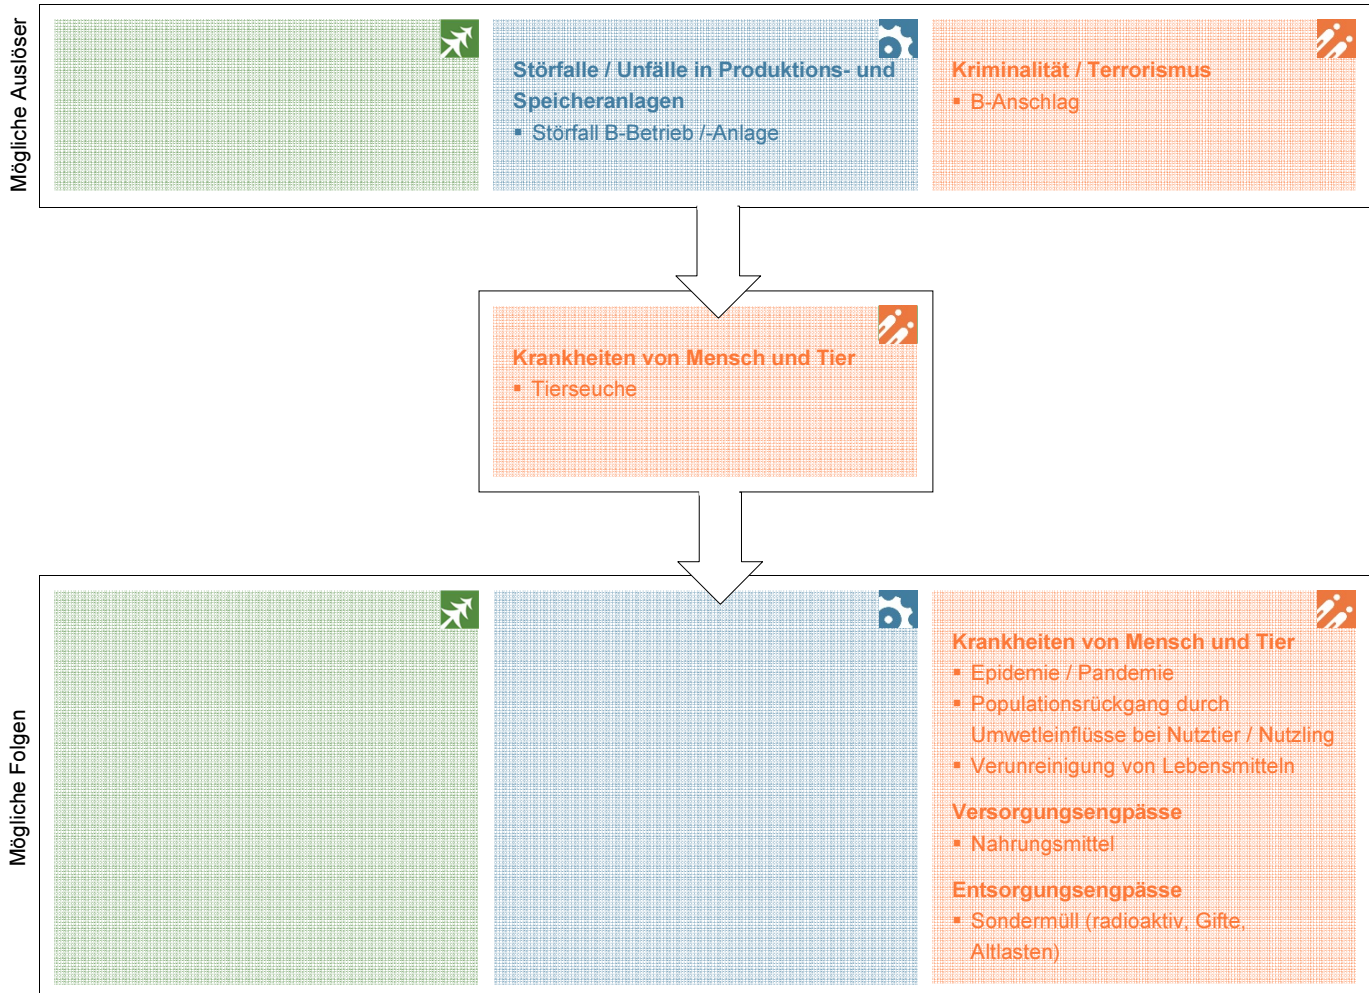 Mögliche Auslöser
Störfalle / Unfälle in Produktions- und
Speicheranlagen
▪ Störfall B-Betrieb /-Anlage
Kriminalität / Terrorismus
▪ B-Anschlag
Krankheiten von Mensch und Tier
▪ Tierseuche
Mögliche Folgen
Krankheiten von Mensch und Tier
▪ Epidemie / Pandemie
▪ Populationsrückgang durch
Umwetleinflüsse bei Nutztier / Nutzling
▪ Verunreinigung von Lebensmitteln
Versorgungsengpässe
▪ Nahrungsmittel
Entsorgungsengpässe
▪ Sondermüll (radioaktiv, Gifte,
Altlasten)